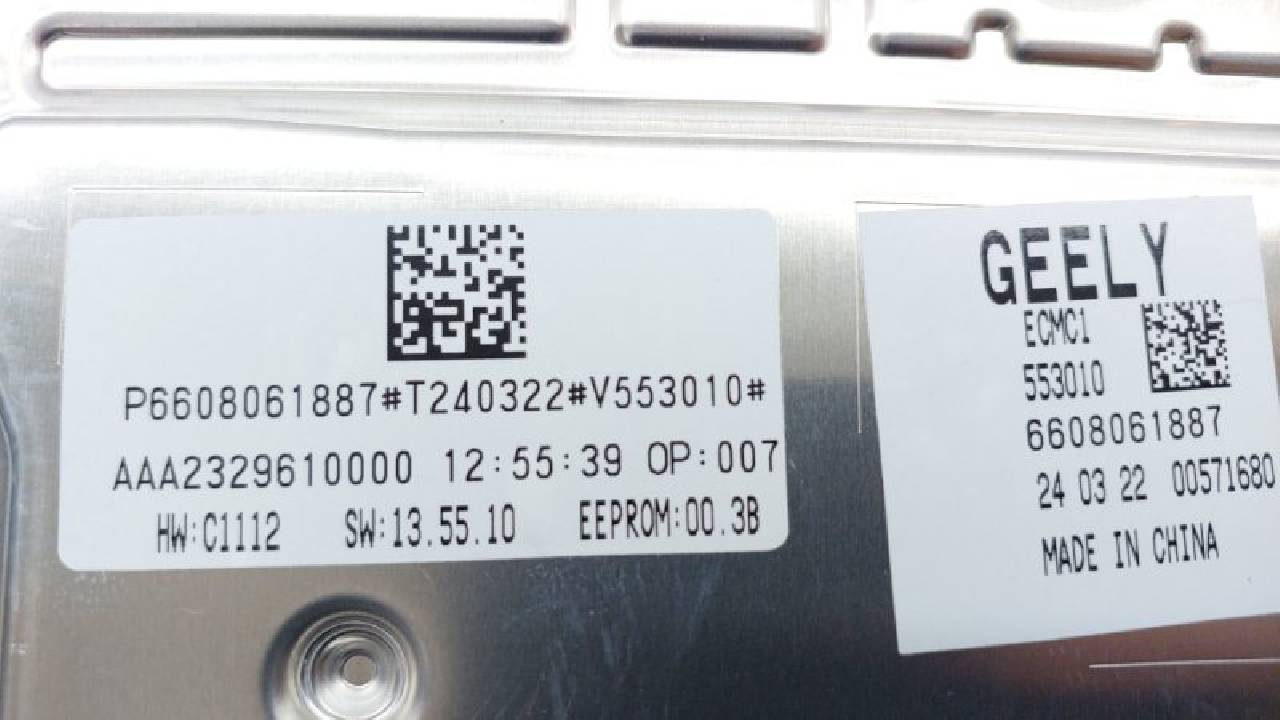 P6608061887#T240322#V553010#
AAA2329610000 12:55:39 OP:007
HW:C1112 SW:13.55.10 EEPROM:00.3B
GEELY
ECMC1
553010
6608061887
24 03 22 00571680
MADE IN CHINA